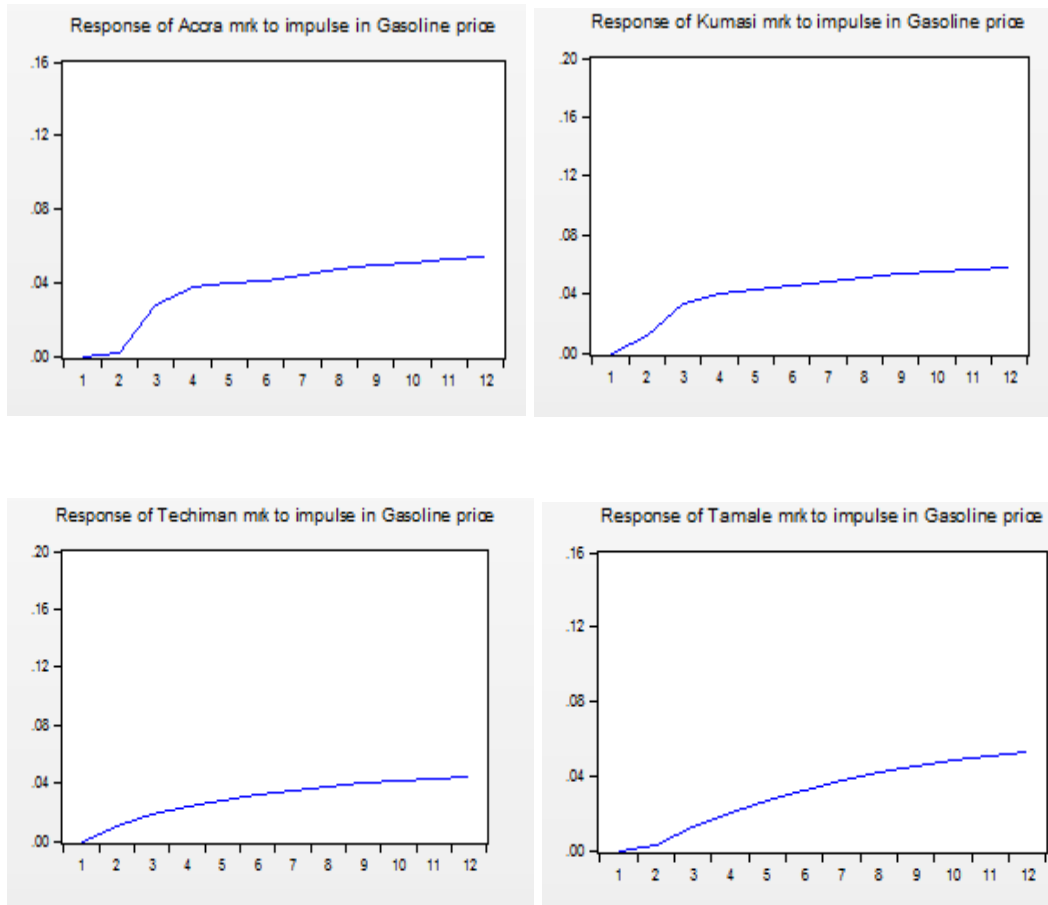 Response of Accra mrk to impulse in Gasoline price
.16
.12
.08
.04
.00
1 2 3 4 5 6 7 8 9 10 11 12
Response of Kumasi mrk to impulse in Gasoline price
.20
.16
.12
.08
.04
.00
1 2 3 4 5 6 7 8 9 10 11 12
Response of Techiman mrk to impulse in Gasoline price
.20
.16
.12
.08
.04
.00
1 2 3 4 5 6 7 8 9 10 11 12
Response of Tamale mrk to impulse in Gasoline price
.16
.12
.08
.04
.00
1 2 3 4 5 6 7 8 9 10 11 12